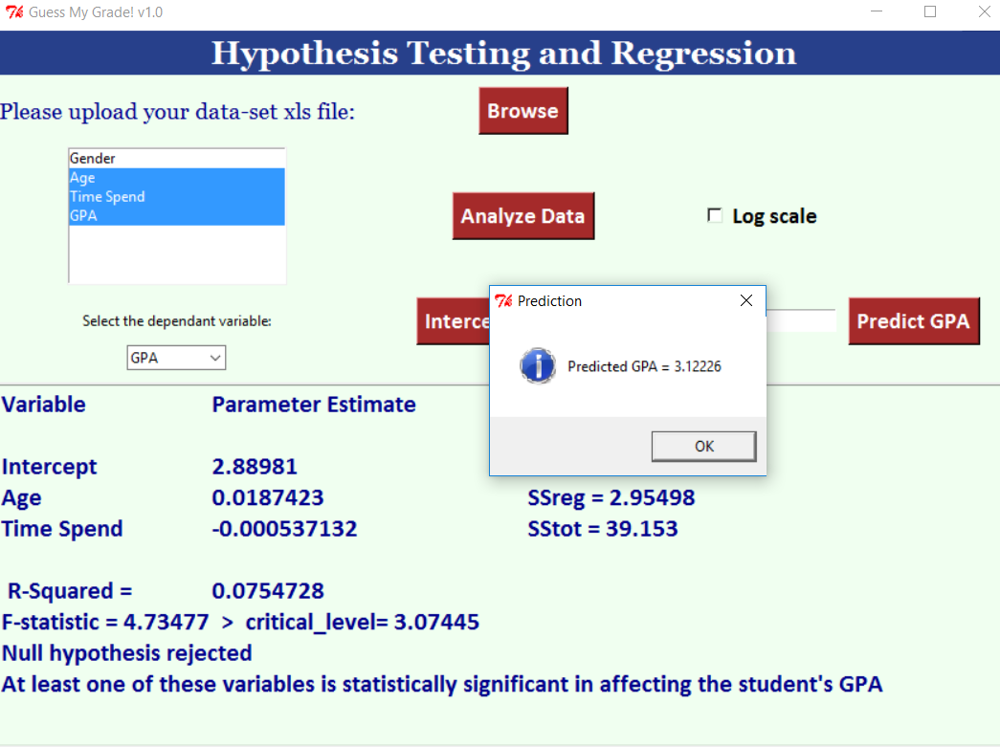 Guess My Grade! v1.0
Hypothesis Testing and Regression
Please upload your data-set xls file:
Browse
Gender
Age
Time Spend
GPA
Analyze Data
Log scale
Select the dependant variable:
GPA
Prediction
Predicted GPA = 3.12226
OK
Predict GPA
Variable Parameter Estimate
Intercept 2.88981
Age 0.0187423 SSreg = 2.95498
Time Spend -0.000537132 SStot = 39.153
R-Squared = 0.0754728
F-statistic = 4.73477 > critical_level= 3.07445
Null hypothesis rejected
At least one of these variables is statistically significant in affecting the student's GPA